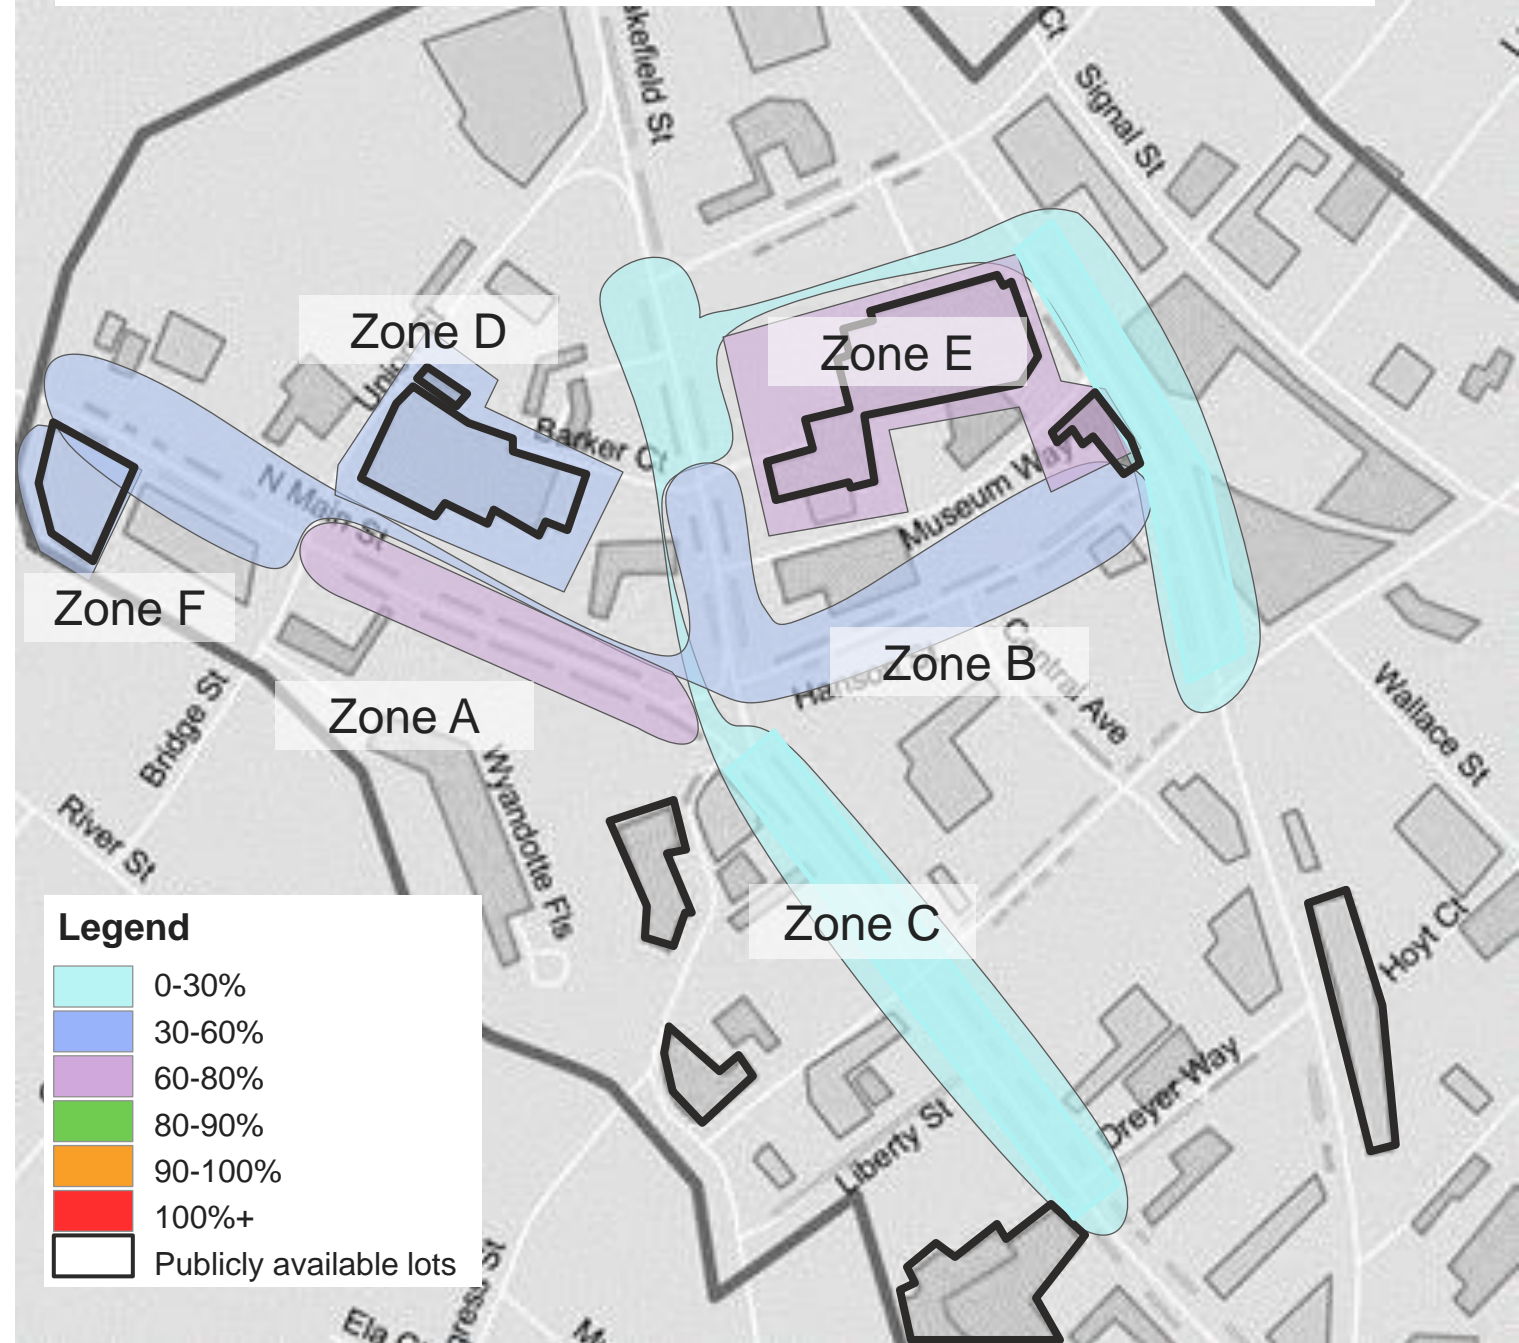 Ct
Signal St
Zone D
Zone E
Barker Ct
N Main St
Museum Way
Zone F
Zone B
Central Ave
Zone A
Bridge St
Wallace St
Wyandotte Fls
River St
Zone C
Hoyt Ct
Legend
0-30%
30-60%
60-80%
80-90%
90-100%
100%+
Publicly available lots
Dreyer Way
Liberty St